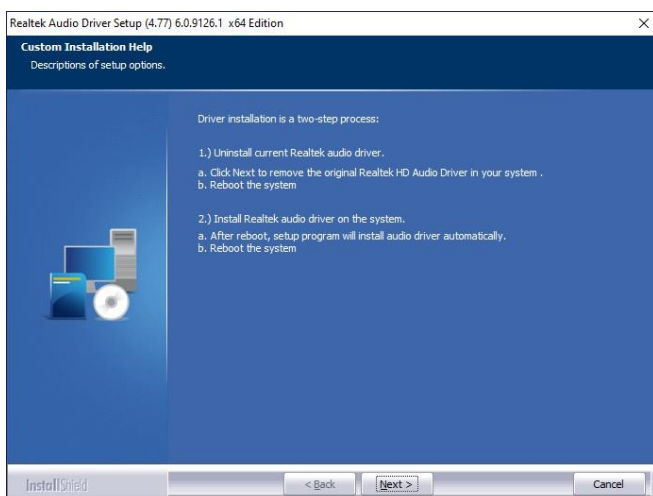 Realtek Audio Driver Setup (4.77) 6.0.9126.1 x64 Edition
Custom Installation Help
Descriptions of setup options.
Driver installation is a two-step process:
1.) Uninstall current Realtek audio driver.
a. Click Next to remove the original Realtek HD Audio Driver in your system .
b. Reboot the system
2.) Install Realtek audio driver on the system.
a. After reboot, setup program will install audio driver automatically.
b. Reboot the system
InstallShield
< Back
Next >
Cancel